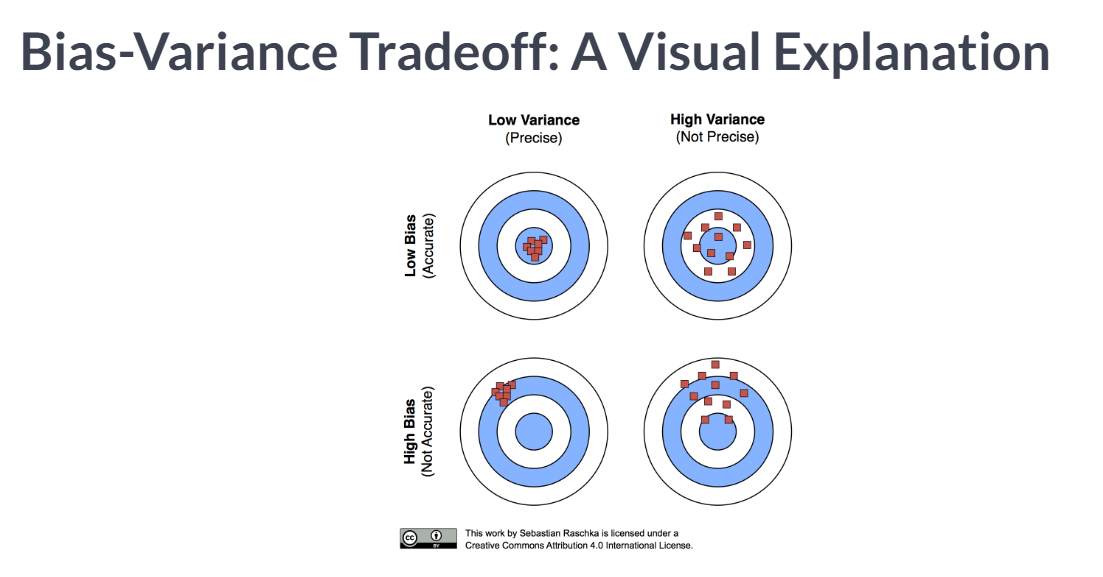 Bias-Variance Tradeoff: A Visual Explanation
Low Variance
(Precise)
High Variance
(Not Precise)
Low Bias
(Accurate)
High Bias
(Not Accurate)
cc
BY
This work by Sebastian Raschka is licensed under a
Creative Commons Attribution 4.0 International License.